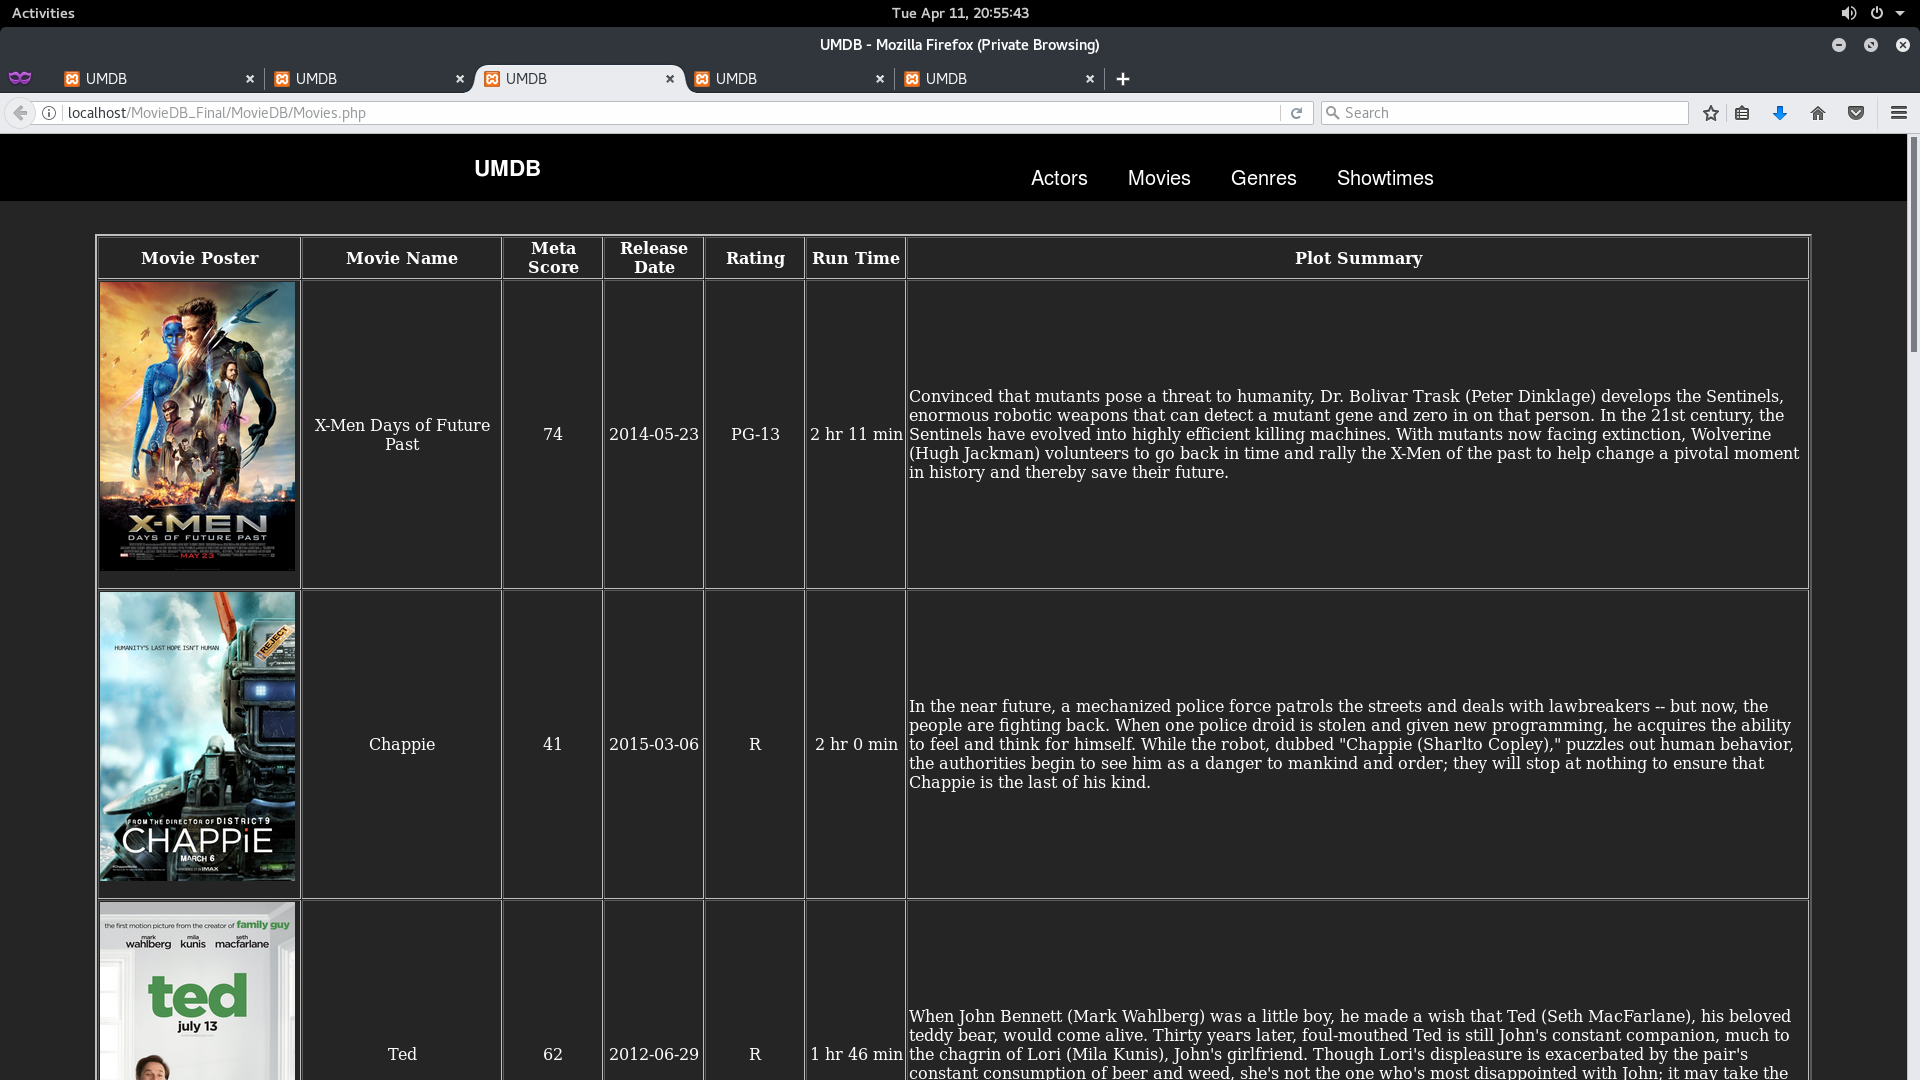 Activities
Tue Apr 11, 20:55:43
UMDB - Mozilla Firefox (Private Browsing)
UMDB
UMDB
UMDB
UMDB
UMDB
localhost/MovieDB_Final/MovieDB/Movies.php
Search
UMDB
Actors
Movies
Genres
Showtimes
Movie Poster
Movie Name
Meta
Score
Release
Date
Rating
Run Time
Plot Summary
X-MEN
DAYS OF FUTURE PAST
MAY 23
X-Men Days of Future
Past
74
2014-05-23
PG-13
2 hr 11 min
Convinced that mutants pose a threat to humanity, Dr. Bolivar Trask (Peter Dinklage) develops the Sentinels,
enormous robotic weapons that can detect a mutant gene and zero in on that person. In the 21st century, the
Sentinels have evolved into highly efficient killing machines. With mutants now facing extinction, Wolverine
(Hugh Jackman) volunteers to go back in time and rally the X-Men of the past to help change a pivotal moment
in history and thereby save their future.
REJECT
HUMANITY'S LAST HOPE ISN'T HUMAN
FROM THE DIRECTOR OF DISTRICT 9
CHAPPiE
MARCH 6
IMAX
Chappie
41
2015-03-06
R
2 hr 0 min
In the near future, a mechanized police force patrols the streets and deals with lawbreakers -- but now, the
people are fighting back. When one police droid is stolen and given new programming, he acquires the ability
to feel and think for himself. While the robot, dubbed "Chappie (Sharlto Copley)," puzzles out human behavior,
the authorities begin to see him as a danger to mankind and order; they will stop at nothing to ensure that
Chappie is the last of his kind.
the first motion picture from the creator of family guy
mark wahlberg mila kunis seth macfarlane
ted
july 13
Ted
62
2012-06-29
R
1 hr 46 min
When John Bennett (Mark Wahlberg) was a little boy, he made a wish that Ted (Seth MacFarlane), his beloved
teddy bear, would come alive. Thirty years later, foul-mouthed Ted is still John's constant companion, much to
the chagrin of Lori (Mila Kunis), John's girlfriend. Though Lori's displeasure is exacerbated by the pair's
constant consumption of beer and weed, she's not the one who's most disappointed with John; it may take the